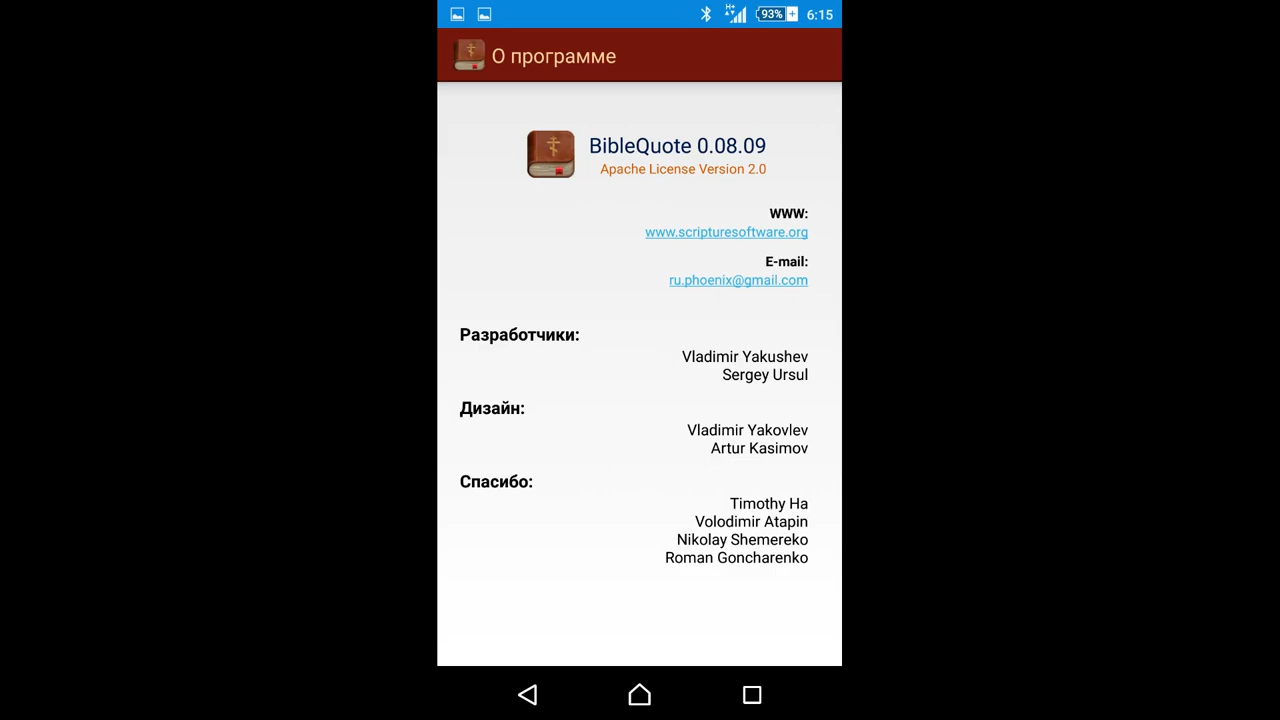 H+
93%
6:15
О программе
BibleQuote 0.08.09
Apache License Version 2.0
WWW:
www.scripturesoftware.org
E-mail:
ru.phoenix@gmail.com
Разработчики:
Vladimir Yakushev
Sergey Ursul
Дизайн:
Vladimir Yakovlev
Artur Kasimov
Спасибо:
Timothy Ha
Volodimir Atapin
Nikolay Shemereko
Roman Goncharenko